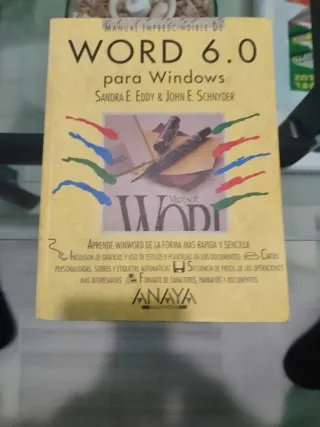 MANUAL IMPRESCINDIBLE DE
WORD 6.0
para Windows
SANDRA E. EDDY & JOHN E. SCHNYDER
Microsoft
WORD
APRENDE WINWORD DE LA FORMA MAS RAPIDA Y SENCILLA
INCLUSION DE GRAFICOS Y USO DE ESTILOS Y PLANTILLAS EN LOS DOCUMENTOS CARTAS
PERSONALIZADAS, SOBRES Y ETIQUETAS AUTOMATICAS SECUENCIA DE PASOS DE LAS OPERACIONES
MAS INTERESANTES FORMATO DE CARACTERES, PARRAFOS Y DOCUMENTOS
ANAYA
MULTIMEDIA